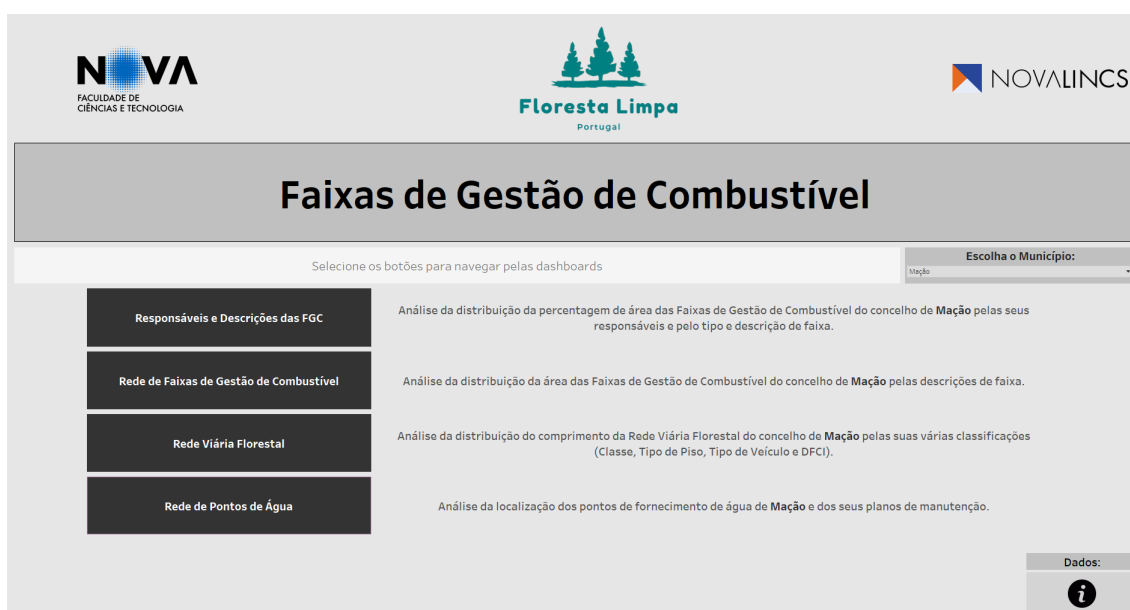 NOVA
FACULDADE DE
CIÊNCIAS E TECNOLOGIA
Floresta Limpa
Portugal
NOVALINCS
Faixas de Gestão de Combustível
Selecione os botões para navegar pelas dashboards
Escolha o Município:
Mação
Responsáveis e Descrições das FGC
Análise da distribuição da percentagem de área das Faixas de Gestão de Combustível do concelho de Mação pelas seus
responsáveis e pelo tipo e descrição de faixa.
Rede de Faixas de Gestão de Combustível
Análise da distribuição da área das Faixas de Gestão de Combustível do concelho de Mação pelas descrições de faixa.
Rede Viária Florestal
Análise da distribuição do comprimento da Rede Viária Florestal do concelho de Mação pelas suas várias classificações
(Classe, Tipo de Piso, Tipo de Veículo e DFCI).
Rede de Pontos de Água
Análise da localização dos pontos de fornecimento de água de Mação e dos seus planos de manutenção.
Dados:
i